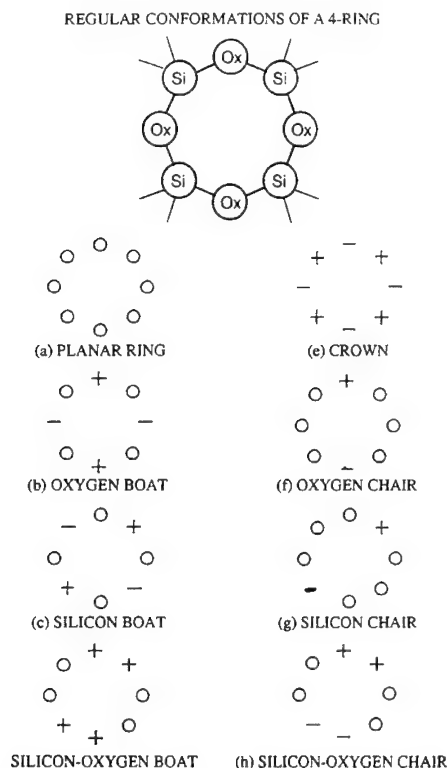 REGULAR CONFORMATIONS OF A 4-RING
Ox
Si Si
Ox Ox
Si Si
Ox
(a) PLANAR RING (e) CROWN
(b) OXYGEN BOAT (f) OXYGEN CHAIR
(c) SILICON BOAT (g) SILICON CHAIR
SILICON-OXYGEN BOAT (h) SILICON-OXYGEN CHAIR